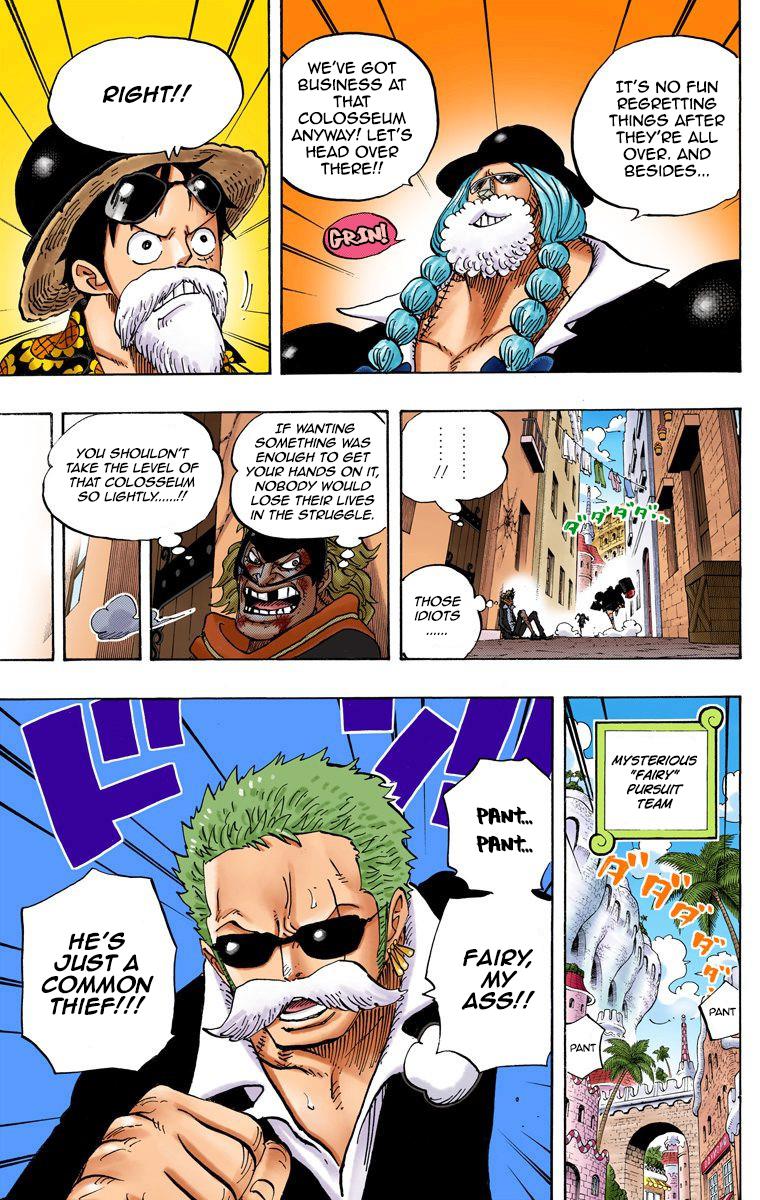 IT'S NO FUN
REGRETTING
THINGS AFTER
THEY'RE ALL
OVER. AND
BESIDES...
WE'VE GOT
BUSINESS AT
THAT
COLOSSEUM
ANYWAY! LET'S
HEAD OVER
THERE!!
GRIN!
RIGHT!!
ダダダダ...
......
......
!!
THOSE
IDIOTS
......
IF WANTING
SOMETHING WAS
ENOUGH TO GET
YOUR HANDS ON IT,
NOBODY WOULD
LOSE THEIR LIVES
IN THE STRUGGLE.
YOU SHOULDN'T
TAKE THE LEVEL OF
THAT COLOSSEUM
SO LIGHTLY......!!
MYSTERIOUS
"FAIRY"
PURSUIT
TEAM
ダダダダダ!
PANT
PANT
PANT...
PANT...
FAIRY,
MY
ASS!!
ドン!!
HE'S
JUST A
COMMON
THIEF!!!